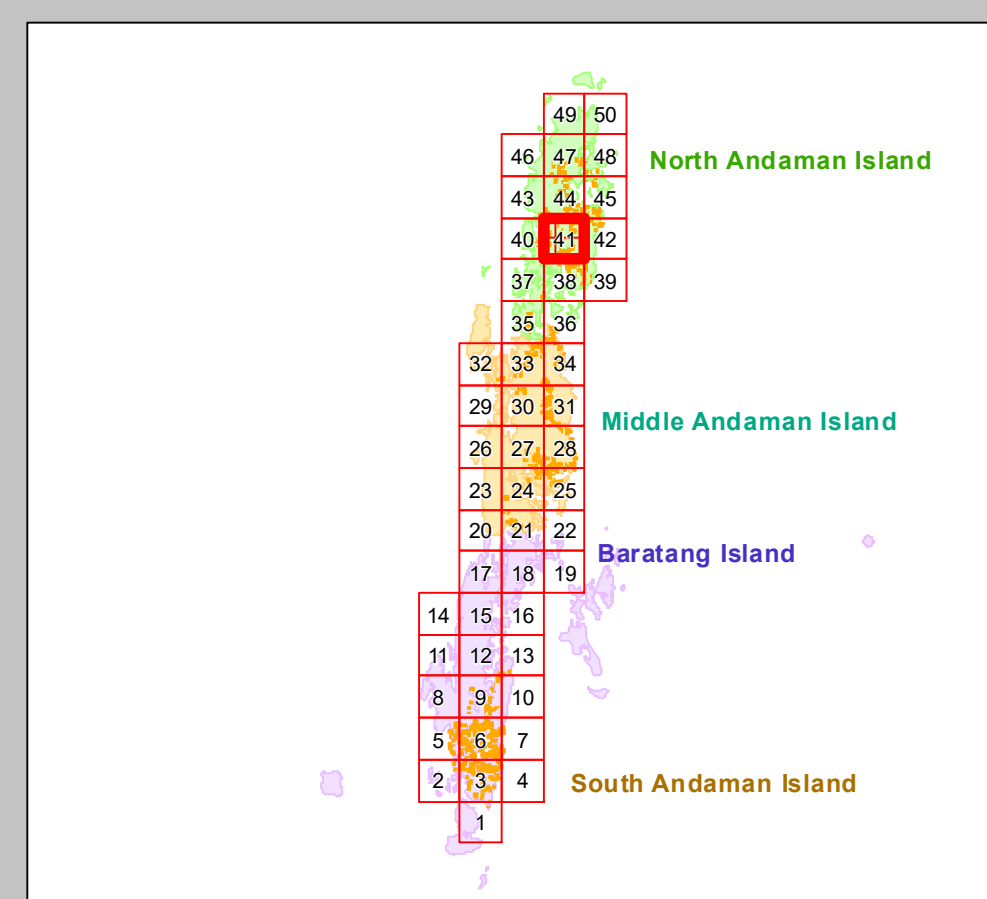 49 50
46 47 48
North Andaman Island
43 44 45
40 41 42
37 38 39
35 36
32 33 34
29 30 31
Middle Andaman Island
26 27 28
23 24 25
20 21 22
Baratang Island
17 18 19
14 15 16
11 12 13
8 9 10
5 6 7
2 3 4
South Andaman Island
1